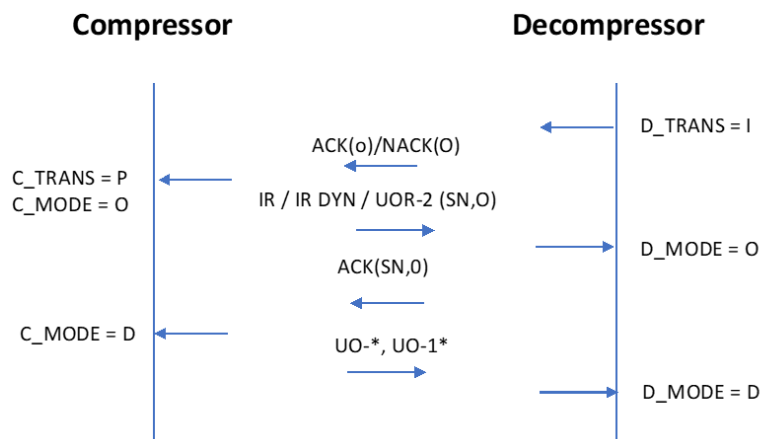 Compressor
Decompressor
D_TRANS = I
ACK(o)/NACK(O)
C_TRANS = P
C_MODE = O
IR / IR DYN / UOR-2 (SN,O)
D_MODE = O
ACK(SN,0)
C_MODE = D
UO-*, UO-1*
D_MODE = D